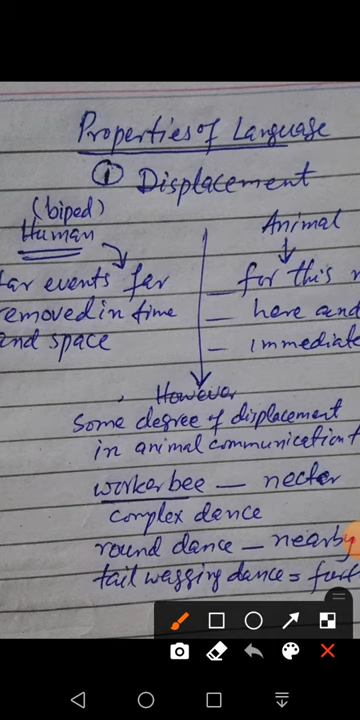 Properties of Language
① Displacement
(biped)
Human
far events far
removed in time
and space
Animal
— for this
— here and
— immediate
However
Some degree of displacement
in animal communication
worker bee — necter
complex dance
round dance — nearby
tail wagging dance =